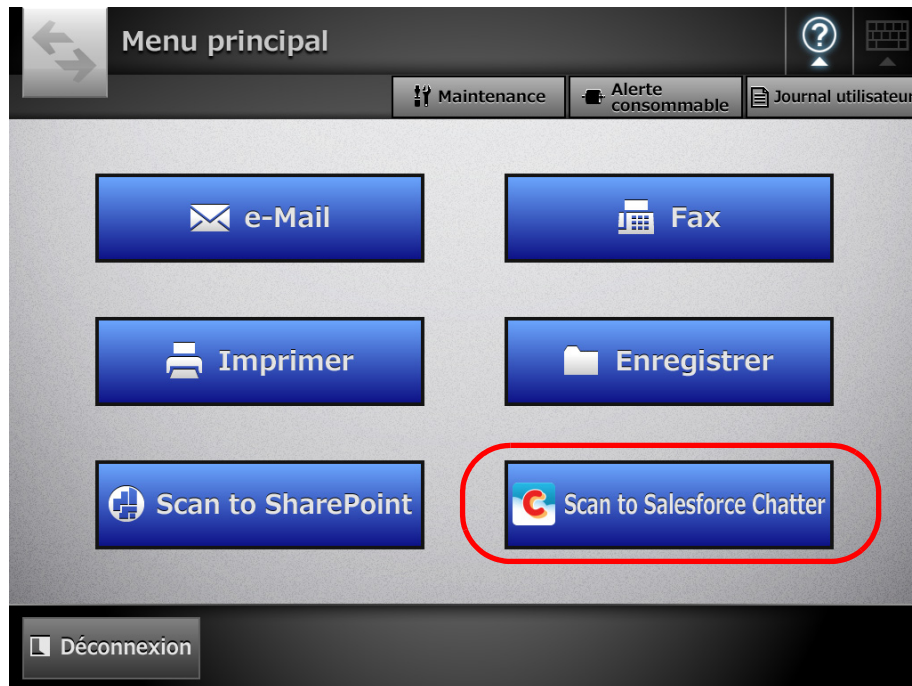 Menu principal
?
Maintenance
Alerte
consommable
Journal utilisateur
e-Mail
Fax
Imprimer
Enregistrer
Scan to SharePoint
C Scan to Salesforce Chatter
Déconnexion